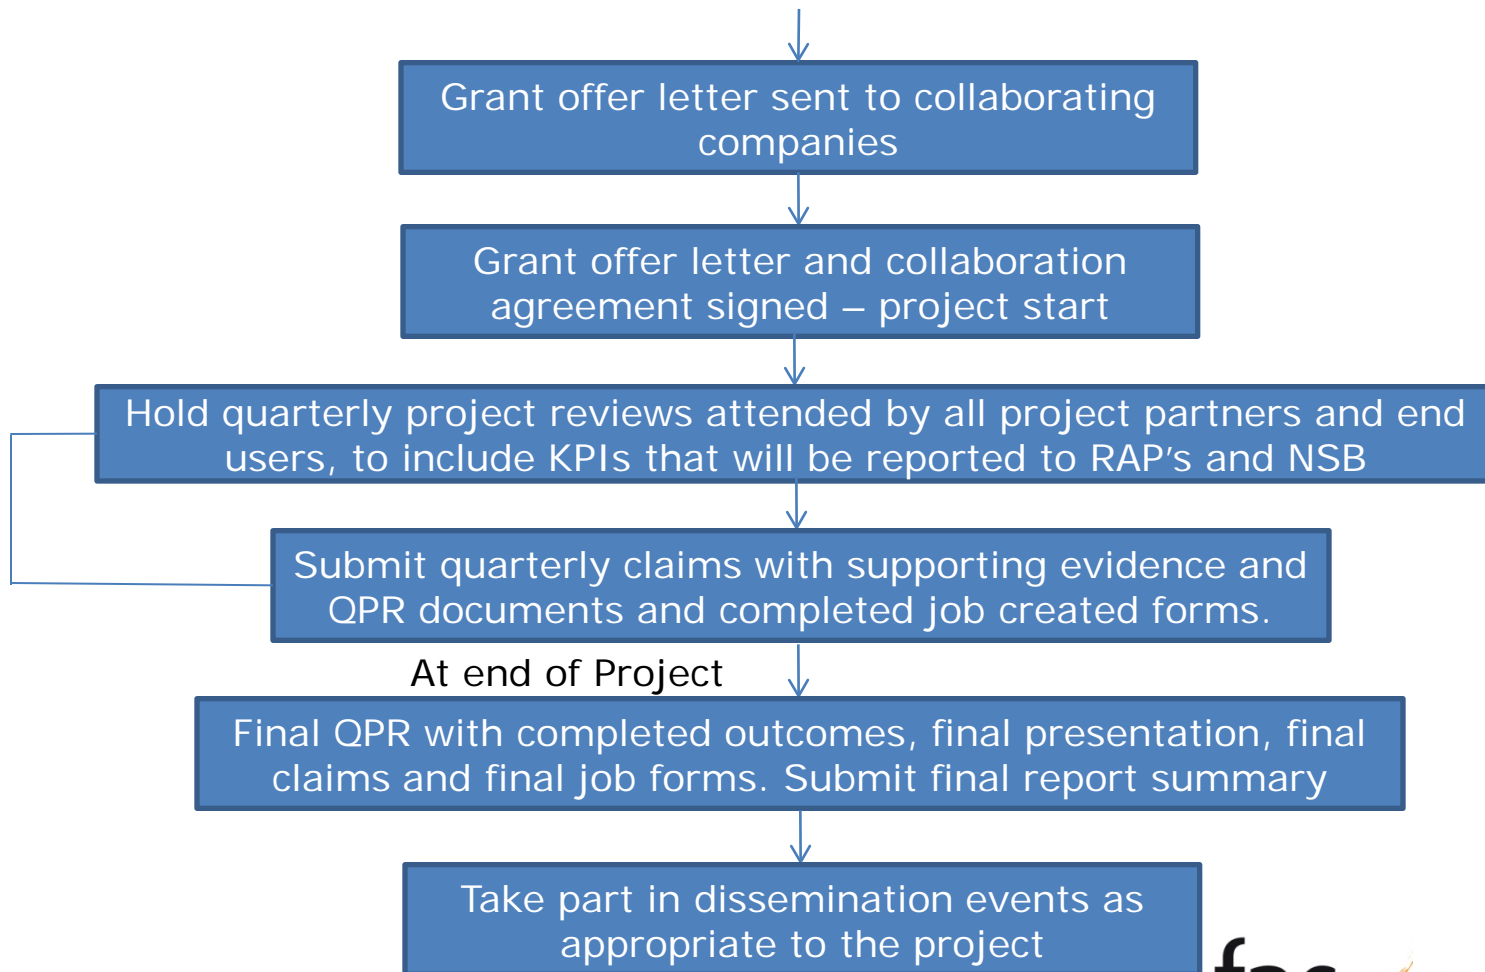 Grant offer letter sent to collaborating
companies
Grant offer letter and collaboration
agreement signed – project start
Hold quarterly project reviews attended by all project partners and end
users, to include KPIs that will be reported to RAP’s and NSB
Submit quarterly claims with supporting evidence and
QPR documents and completed job created forms.
At end of Project
Final QPR with completed outcomes, final presentation, final
claims and final job forms. Submit final report summary
Take part in dissemination events as
appropriate to the project